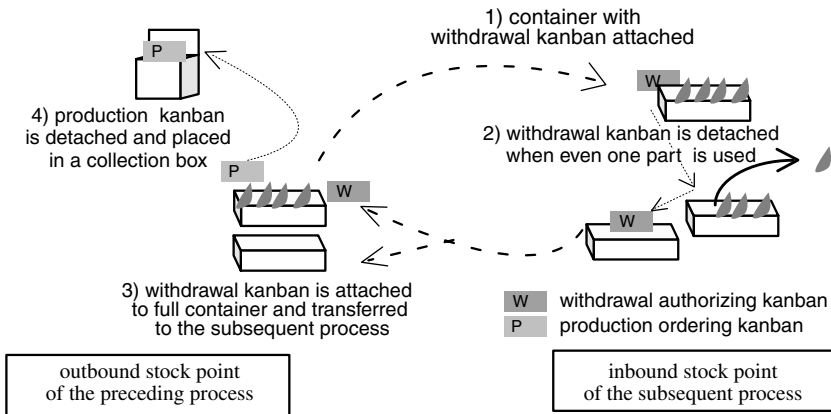 1) container with
withdrawal kanban attached
P
W
4) production kanban
is detached and placed
in a collection box
2) withdrawal kanban is detached
when even one part is used
P
W
W
3) withdrawal kanban is attached
to full container and transferred
to the subsequent process
W withdrawal authorizing kanban
P production ordering kanban
outbound stock point
of the preceding process
inbound stock point
of the subsequent process